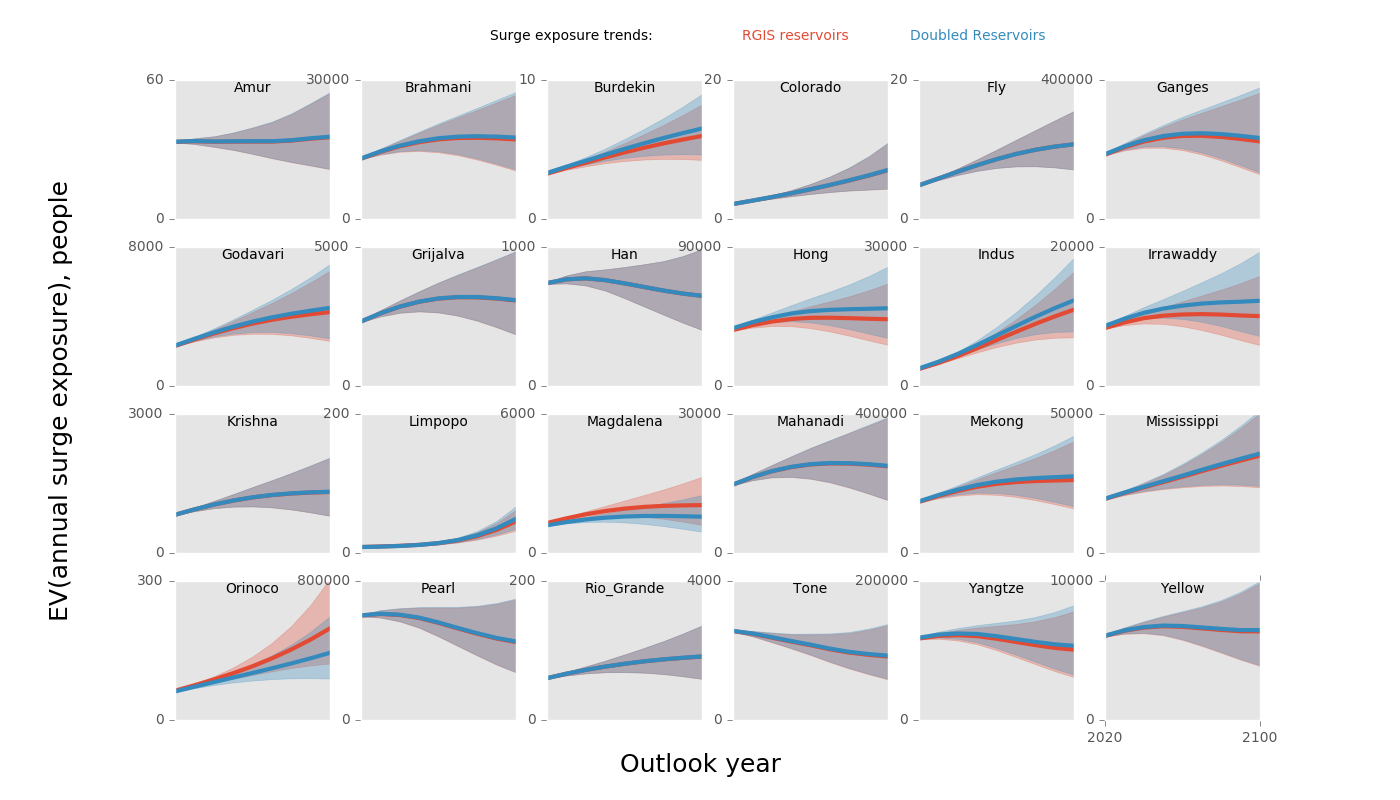 Surge exposure trends: RGIS reservoirs Doubled Reservoirs
60 30000 10 20 20 400000
Amur Brahmani Burdekin Colorado Fly Ganges
0 0 0 0 0 0
8000 5000 1000 90000 30000 20000
Godavari Grijalva Han Hong Indus Irrawaddy
0 0 0 0 0 0
3000 200 6000 30000 400000 50000
Krishna Limpopo Magdalena Mahanadi Mekong Mississippi
0 0 0 0 0 0
300 800000 200 4000 200000 10000
Orinoco Pearl Rio_Grande Tone Yangtze Yellow
0 0 0 0 0 0
2020 2100
Outlook year
EV(annual surge exposure), people